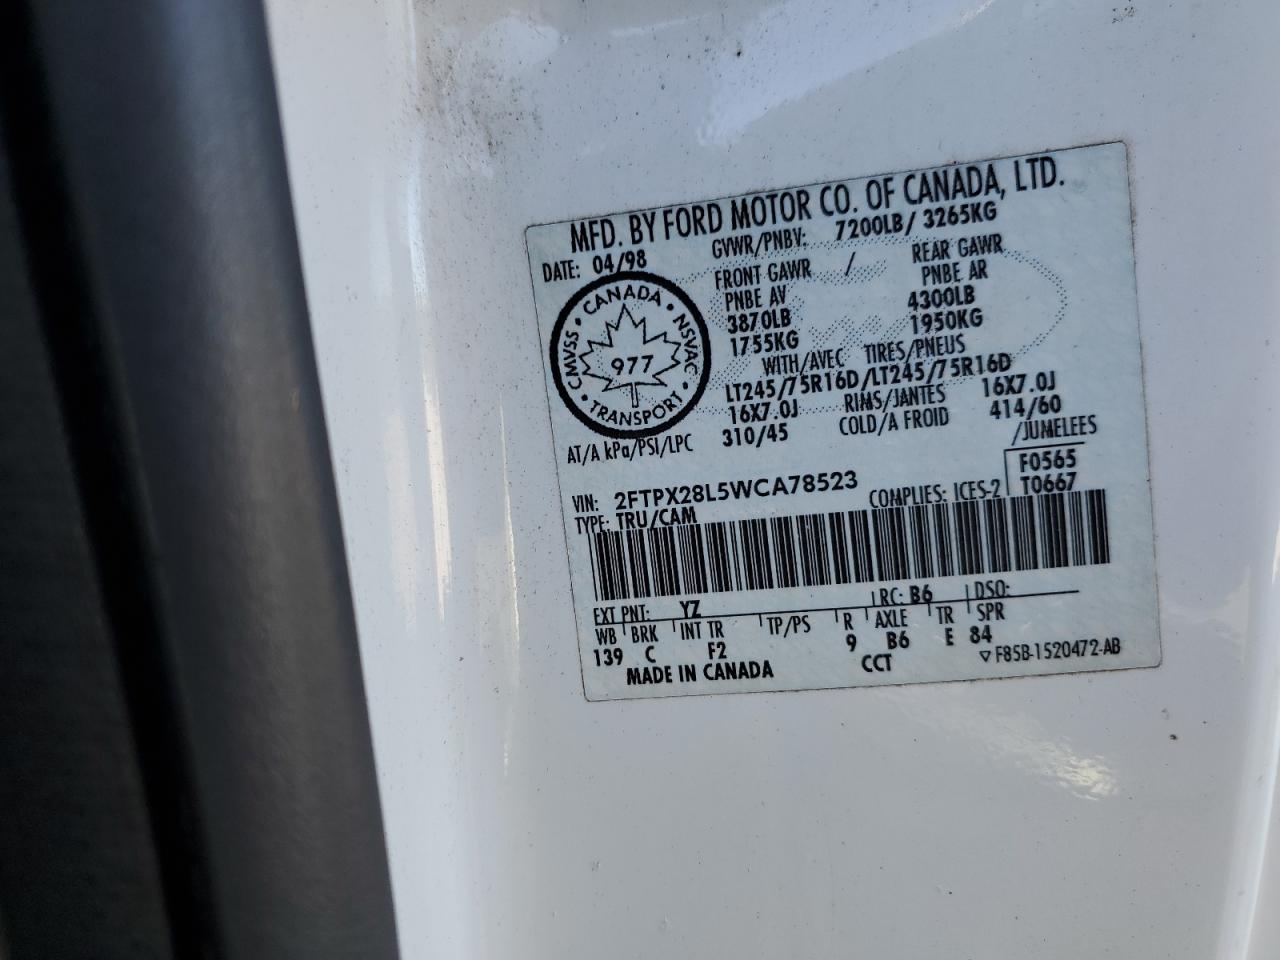 MFD. BY FORD MOTOR CO. OF CANADA, LTD.
DATE: 04/98 GVWR/PNBV: 7200LB/ 3265KG
FRONT GAWR / REAR GAWR
PNBE AV PNBE AR
3870LB 4300LB
1755KG 1950KG
WITH/AVEC TIRES/PNEUS
LT245/75R16D/LT245/75R16D
16X7.0J RIMS/JANTES 16X7.0J
AT/A kPa/PSI/LPC 310/45 COLD/A FROID 414/60
/JUMELEES
CANADA • NSVAC • TRANSPORT • CMVSS •
977
VIN: 2FTPX28L5WCA78523 COMPLIES: ICES-2 F0565
TYPE: TRU/CAM T0667
EXT PNT: YZ RC: B6 DSO:
WB BRK INT TR TP/PS R AXLE TR SPR
139 C F2 9 B6 E 84
MADE IN CANADA CCT ▽ F85B-1520472-AB